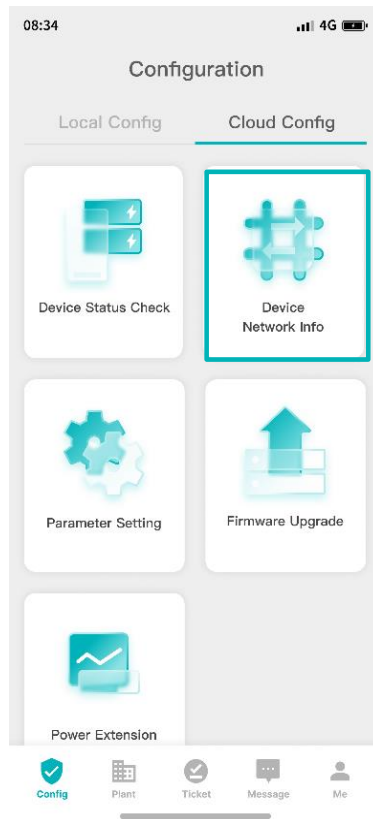 08:34
4G
Configuration
Local Config
Cloud Config
Device Status Check
Device
Network Info
Parameter Setting
Firmware Upgrade
Power Extension
Config
Plant
Ticket
Message
Me